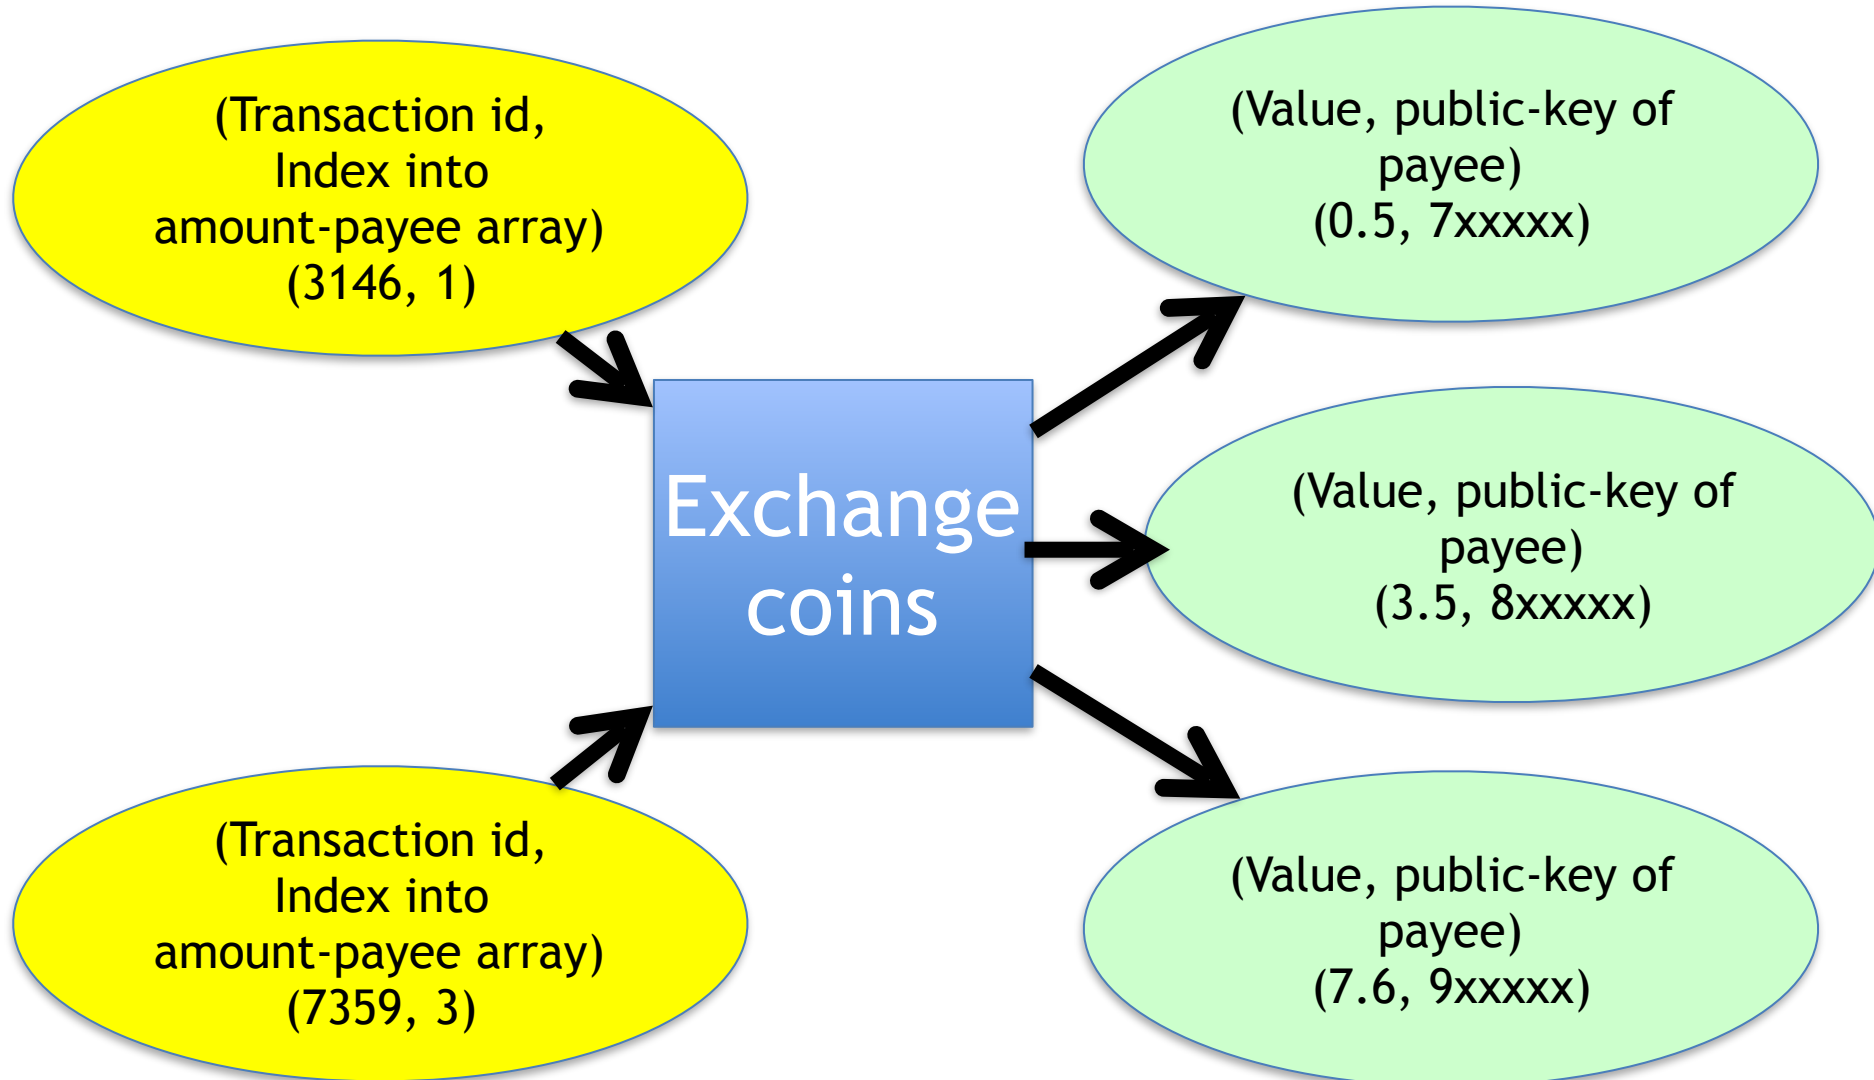 (Transaction id,
Index into
amount-payee array)
(3146, 1)
(Transaction id,
Index into
amount-payee array)
(7359, 3)
Exchange
coins
(Value, public-key of
payee)
(0.5, 7xxxxx)
(Value, public-key of
payee)
(3.5, 8xxxxx)
(Value, public-key of
payee)
(7.6, 9xxxxx)